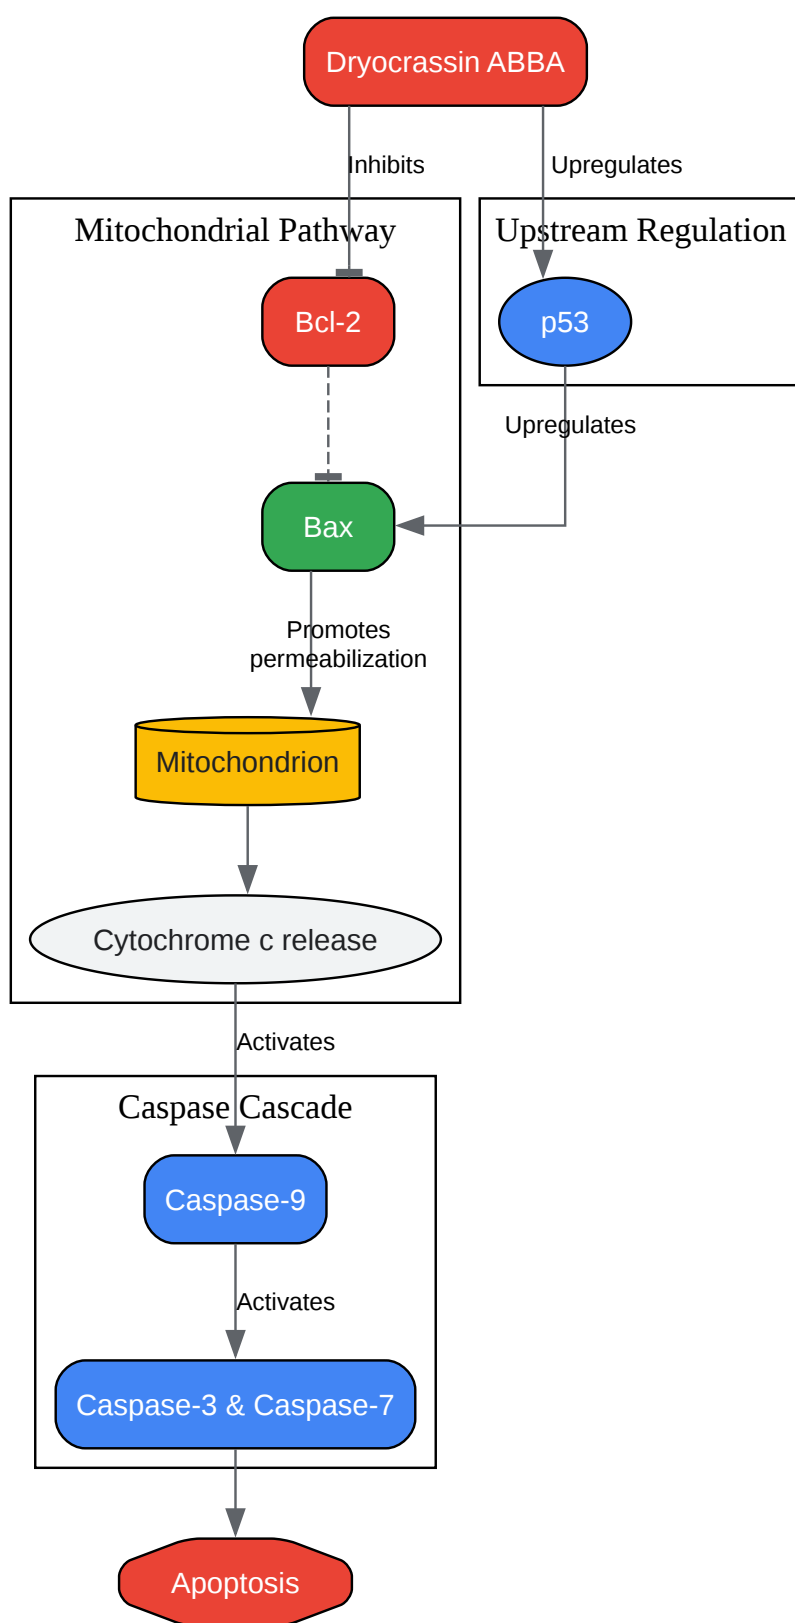 Dryocrassin ABBA
Inhibits
Upregulates
Mitochondrial Pathway
Upstream Regulation
Bcl-2
p53
Upregulates
Bax
Promotes
permeabilization
Mitochondrion
Cytochrome c release
Activates
Caspase Cascade
Caspase-9
Activates
Caspase-3 & Caspase-7
Apoptosis